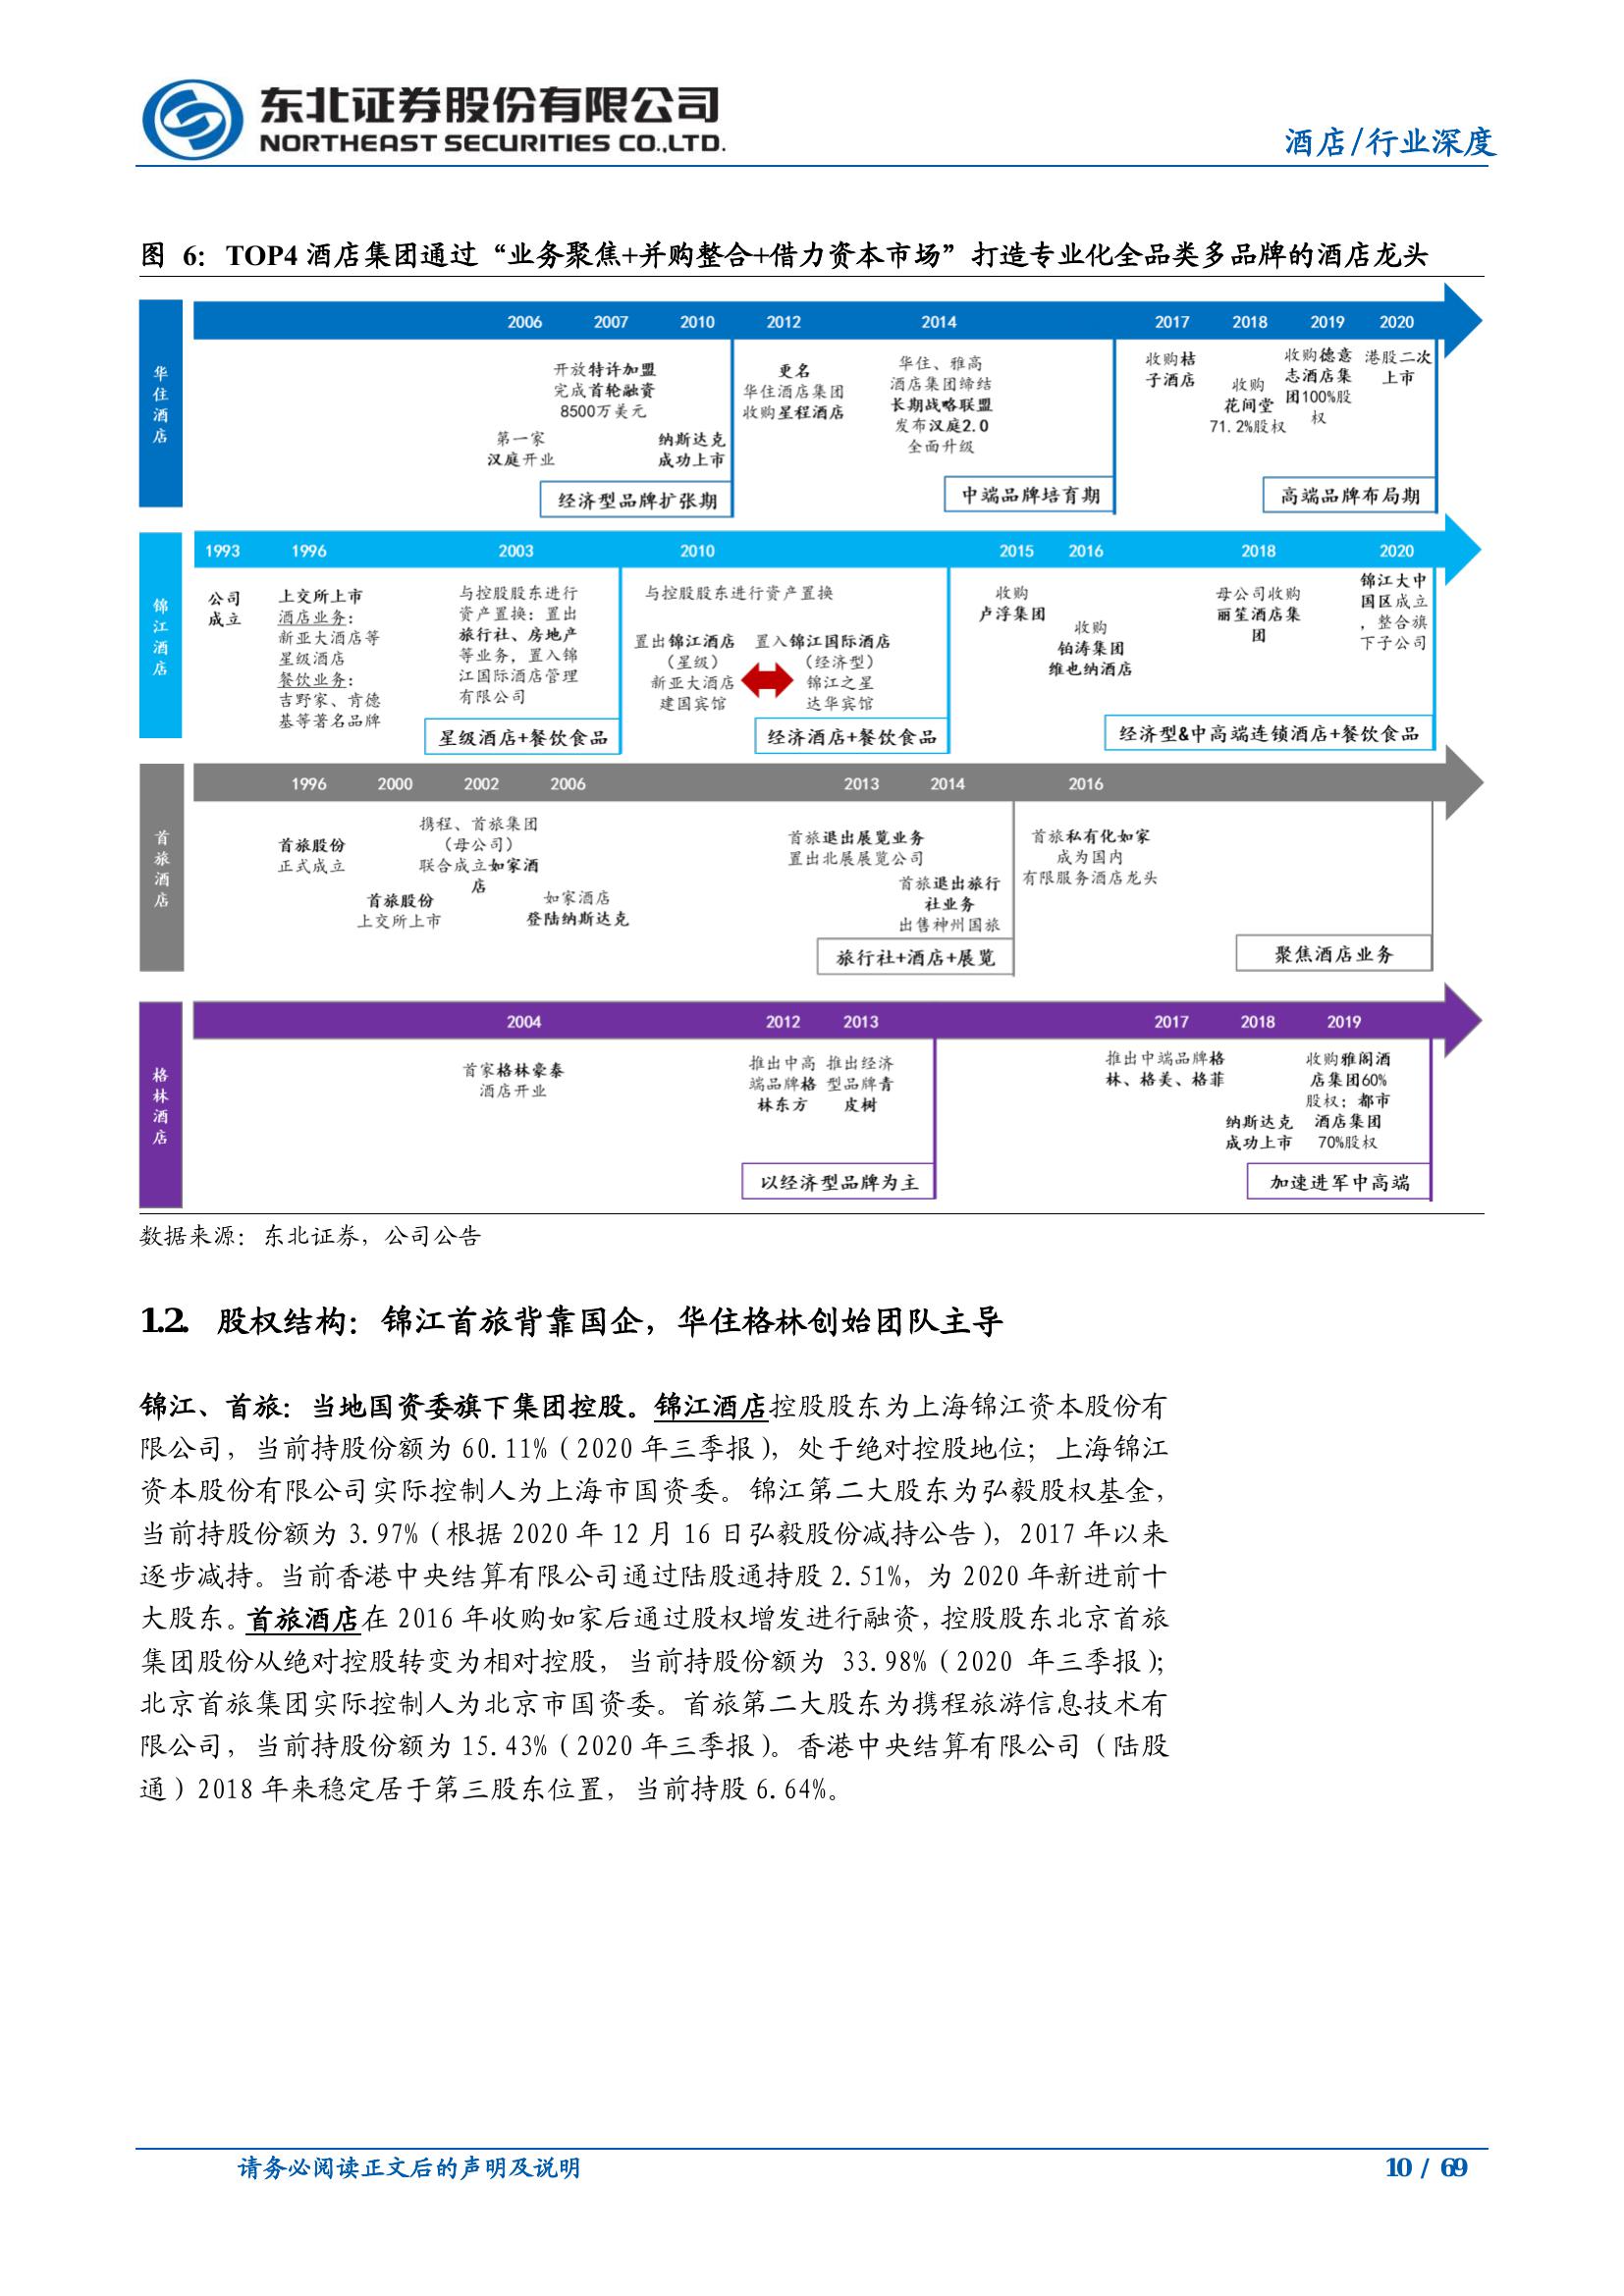 东北证券股份有限公司
NORTHEAST SECURITIES CO.,LTD.
酒店/行业深度
图 6：TOP4 酒店集团通过“业务聚焦+并购整合+借力资本市场”打造专业化全品类多品牌的酒店龙头
华住酒店
2006 2007 2010 2012 2014 2017 2018 2019 2020
第一家
汉庭开业
开放特许加盟
完成首轮融资
8500万美元
纳斯达克
成功上市
经济型品牌扩张期
更名
华住酒店集团
收购星程酒店
华住、雅高
酒店集团缔结
长期战略联盟
发布汉庭2.0
全面升级
中端品牌培育期
收购桔
子酒店
收购
花间堂
71.2%股权
收购德意
志酒店集
团100%股
权
港股二次
上市
高端品牌布局期
锦江酒店
1993 1996 2003 2010 2015 2016 2018 2020
公司
成立
上交所上市
酒店业务：
新亚大酒店等
星级酒店
餐饮业务：
吉野家、肯德
基等著名品牌
与控股股东进行
资产置换：置出
旅行社、房地产
等业务，置入锦
江国际酒店管理
有限公司
星级酒店+餐饮食品
与控股股东进行资产置换
置出锦江酒店
（星级）
新亚大酒店
建国宾馆
置入锦江国际酒店
（经济型）
锦江之星
达华宾馆
经济酒店+餐饮食品
收购
卢浮集团
收购
铂涛集团
维也纳酒店
母公司收购
丽笙酒店集
团
锦江大中
国区成立
，整合旗
下子公司
经济型&中高端连锁酒店+餐饮食品
首旅酒店
1996 2000 2002 2006 2013 2014 2016
首旅股份
正式成立
首旅股份
上交所上市
携程、首旅集团
（母公司）
联合成立如家酒
店
如家酒店
登陆纳斯达克
首旅退出展览业务
置出北展展览公司
首旅退出旅行
社业务
出售神州国旅
旅行社+酒店+展览
首旅私有化如家
成为国内
有限服务酒店龙头
聚焦酒店业务
格林酒店
2004 2012 2013 2017 2018 2019
首家格林豪泰
酒店开业
推出中高
端品牌格
林东方
推出经济
型品牌青
皮树
以经济型品牌为主
推出中端品牌格
林、格美、格菲
纳斯达克
成功上市
收购雅阁酒
店集团60%
股权；都市
酒店集团
70%股权
加速进军中高端
数据来源：东北证券，公司公告
1.2. 股权结构：锦江首旅背靠国企，华住格林创始团队主导
锦江、首旅：当地国资委旗下集团控股。锦江酒店控股股东为上海锦江资本股份有
限公司，当前持股份额为 60.11%（2020 年三季报），处于绝对控股地位；上海锦江
资本股份有限公司实际控制人为上海市国资委。锦江第二大股东为弘毅股权基金，
当前持股份额为 3.97%（根据 2020 年 12 月 16 日弘毅股份减持公告），2017 年以来
逐步减持。当前香港中央结算有限公司通过陆股通持股 2.51%，为 2020 年新进前十
大股东。首旅酒店在 2016 年收购如家后通过股权增发进行融资，控股股东北京首旅
集团股份从绝对控股转变为相对控股，当前持股份额为 33.98%（2020 年三季报）；
北京首旅集团实际控制人为北京市国资委。首旅第二大股东为携程旅游信息技术有
限公司，当前持股份额为 15.43%（2020 年三季报）。香港中央结算有限公司（陆股
通）2018 年来稳定居于第三股东位置，当前持股 6.64%。
请务必阅读正文后的声明及说明
10 / 69